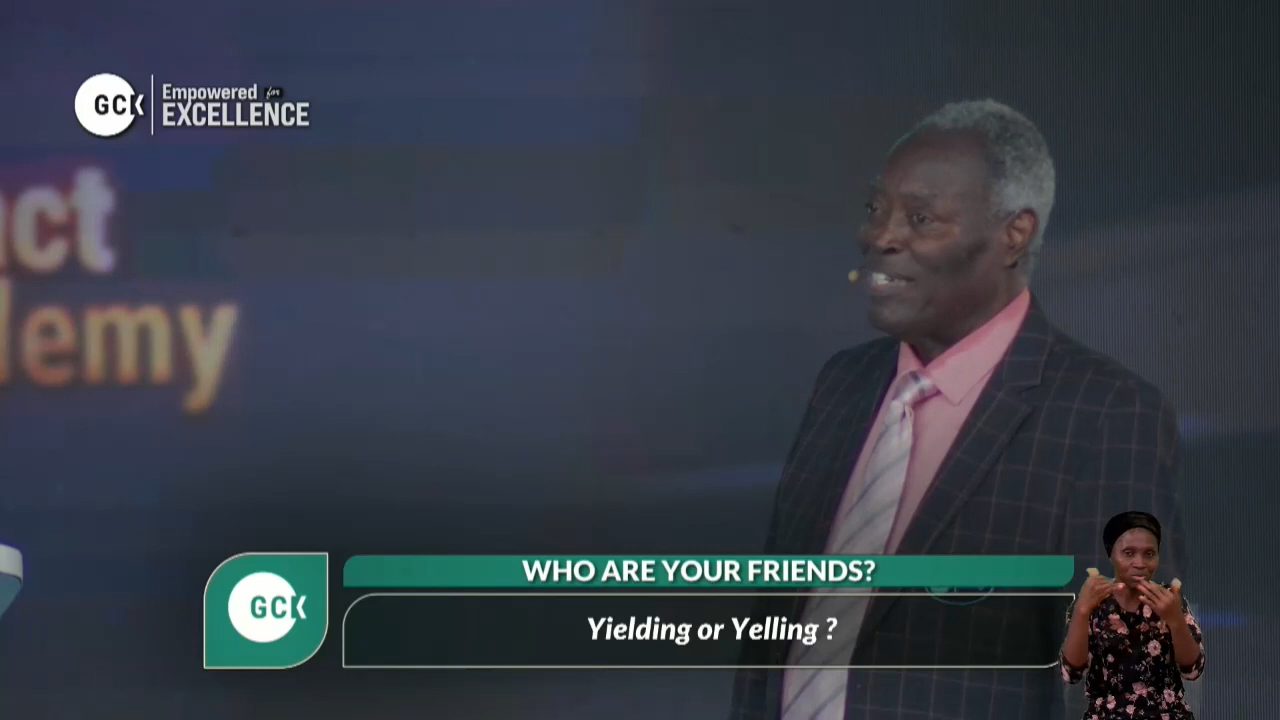 GCK
Empowered for
EXCELLENCE
act
demy
WHO ARE YOUR FRIENDS?
GCK
Yielding or Yelling ?